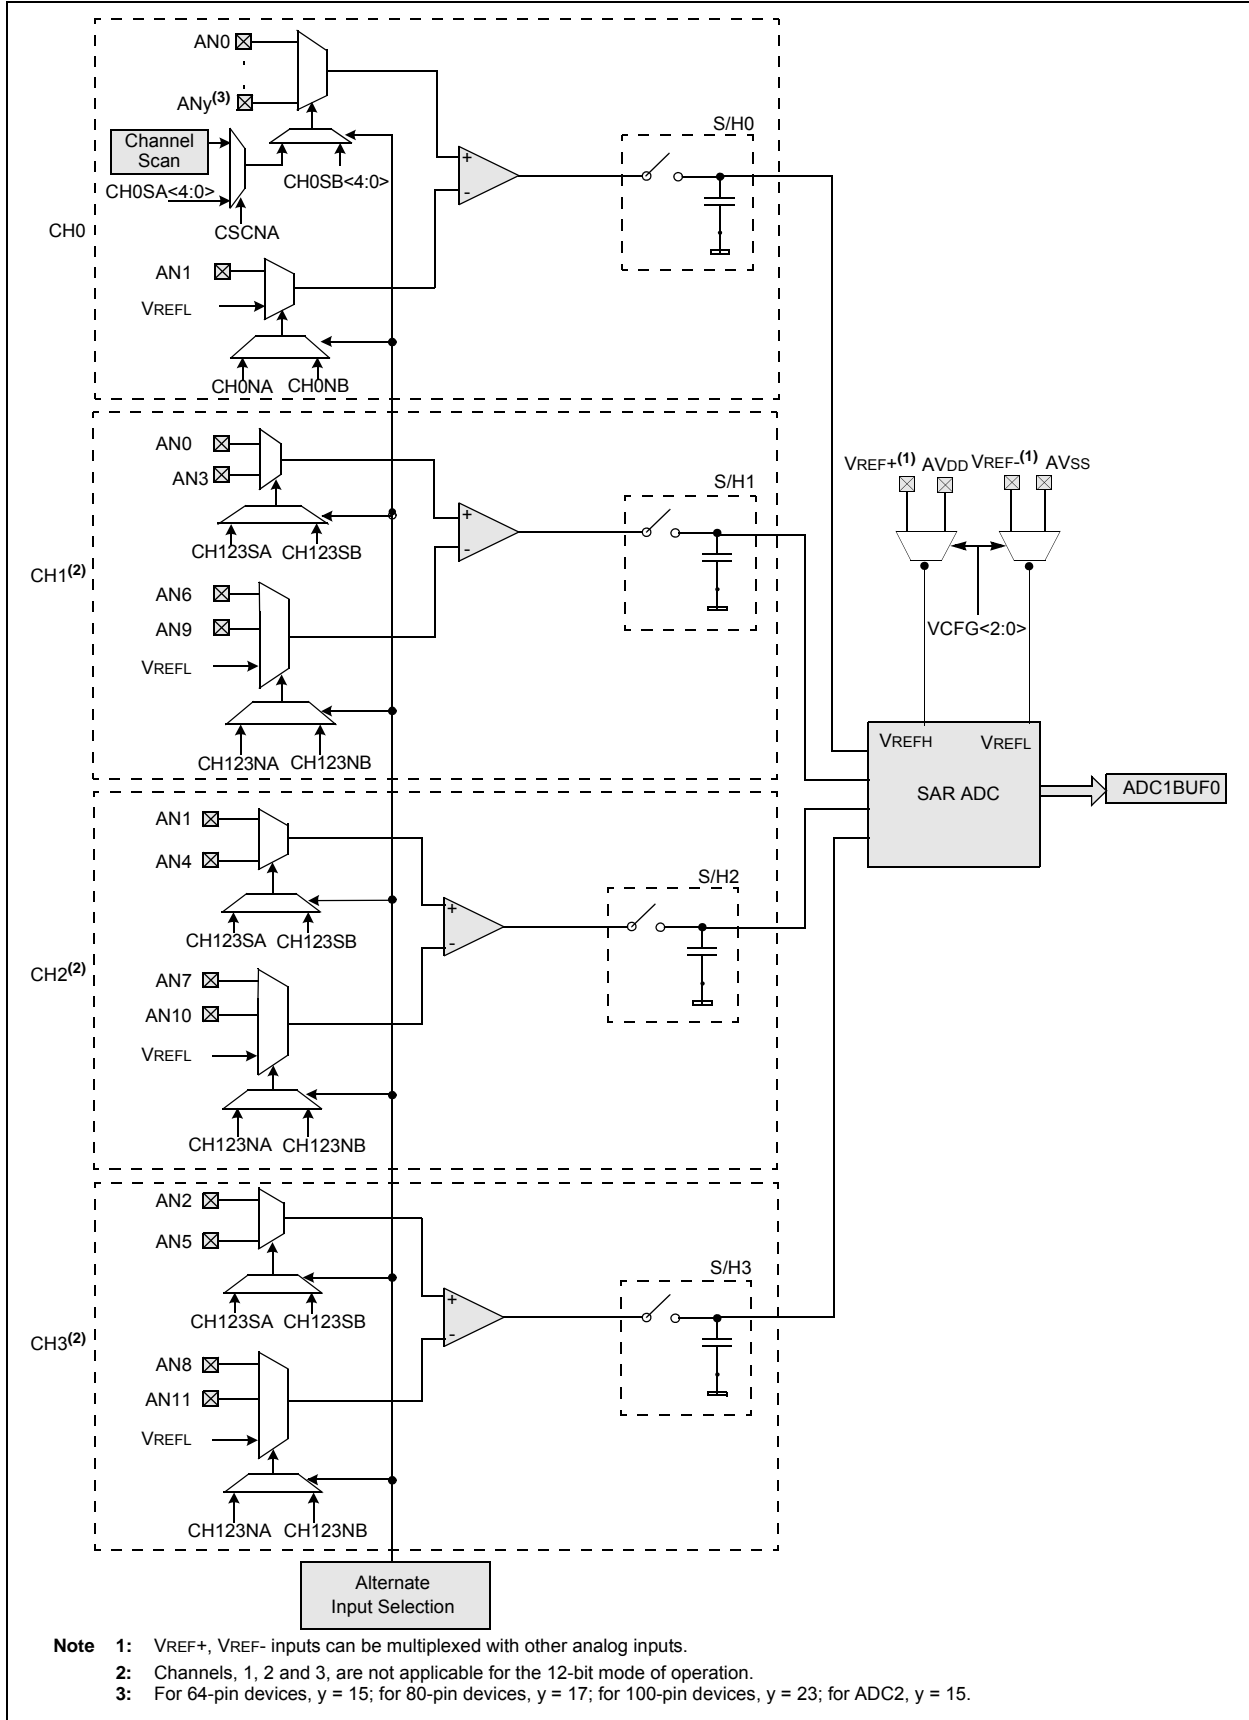 AN0
ANy(3)
Channel
Scan
CH0SA<4:0>
CH0SB<4:0>
CSCNA
CH0
AN1
VREFL
CH0NA CH0NB
+
-
S/H0
AN0
AN3
CH123SA CH123SB
CH1(2)
AN6
AN9
VREFL
CH123NA CH123NB
+
-
S/H1
VREF+(1) AVDD VREF-(1) AVSS
VCFG<2:0>
VREFH VREFL
SAR ADC
ADC1BUF0
AN1
AN4
CH123SA CH123SB
CH2(2)
AN7
AN10
VREFL
CH123NA CH123NB
+
-
S/H2
AN2
AN5
CH123SA CH123SB
CH3(2)
AN8
AN11
VREFL
CH123NA CH123NB
+
-
S/H3
Alternate
Input Selection
Note 1: VREF+, VREF- inputs can be multiplexed with other analog inputs.
2: Channels, 1, 2 and 3, are not applicable for the 12-bit mode of operation.
3: For 64-pin devices, y = 15; for 80-pin devices, y = 17; for 100-pin devices, y = 23; for ADC2, y = 15.